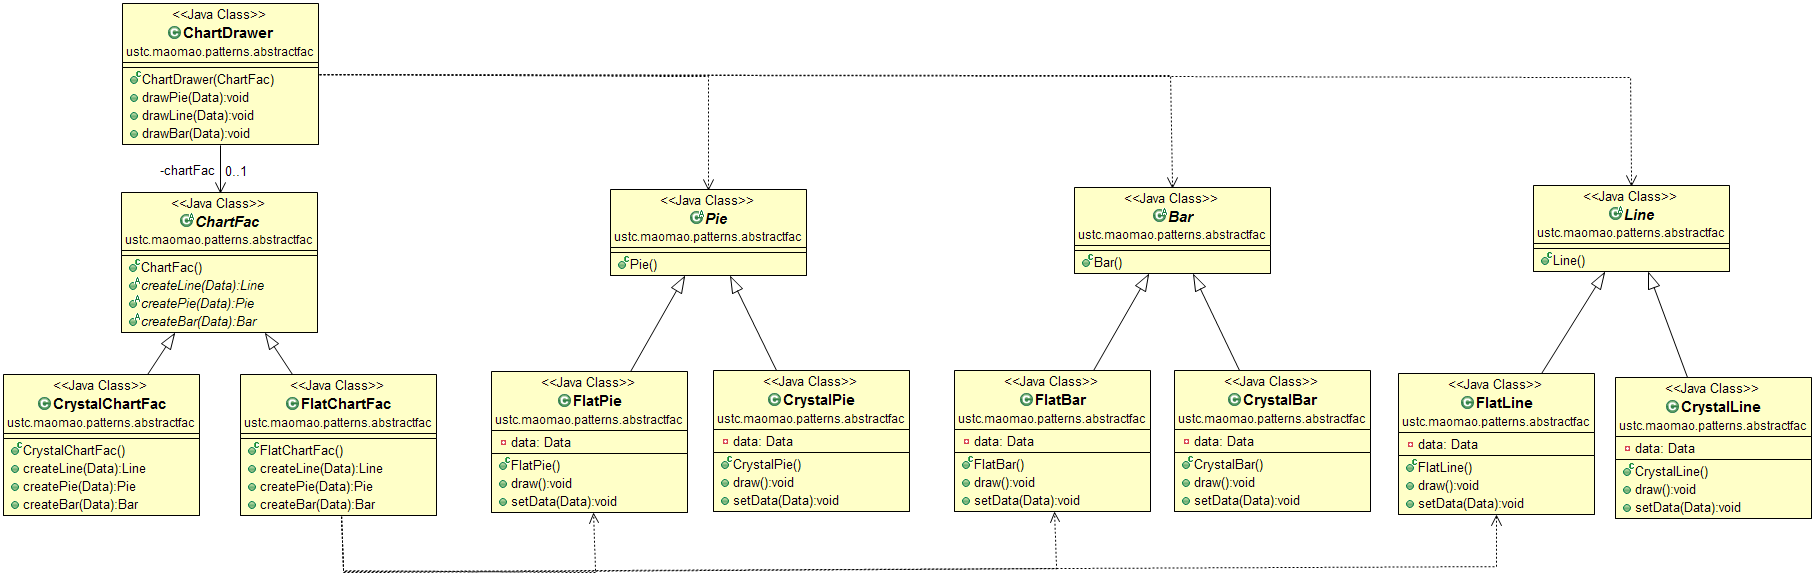 <<Java Class>>
ChartDrawer
ustc.maomao.patterns.abstractfac
ChartDrawer(ChartFac)
drawPie(Data):void
drawLine(Data):void
drawBar(Data):void
-chartFac
0..1
<<Java Class>>
ChartFac
ustc.maomao.patterns.abstractfac
ChartFac()
createLine(Data):Line
createPie(Data):Pie
createBar(Data):Bar
<<Java Class>>
Pie
ustc.maomao.patterns.abstractfac
Pie()
<<Java Class>>
Bar
ustc.maomao.patterns.abstractfac
Bar()
<<Java Class>>
Line
ustc.maomao.patterns.abstractfac
Line()
<<Java Class>>
CrystalChartFac
ustc.maomao.patterns.abstractfac
CrystalChartFac()
createLine(Data):Line
createPie(Data):Pie
createBar(Data):Bar
<<Java Class>>
FlatChartFac
ustc.maomao.patterns.abstractfac
FlatChartFac()
createLine(Data):Line
createPie(Data):Pie
createBar(Data):Bar
<<Java Class>>
FlatPie
ustc.maomao.patterns.abstractfac
data: Data
FlatPie()
draw():void
setData(Data):void
<<Java Class>>
CrystalPie
ustc.maomao.patterns.abstractfac
data: Data
CrystalPie()
draw():void
setData(Data):void
<<Java Class>>
FlatBar
ustc.maomao.patterns.abstractfac
data: Data
FlatBar()
draw():void
setData(Data):void
<<Java Class>>
CrystalBar
ustc.maomao.patterns.abstractfac
data: Data
CrystalBar()
draw():void
setData(Data):void
<<Java Class>>
FlatLine
ustc.maomao.patterns.abstractfac
data: Data
FlatLine()
draw():void
setData(Data):void
<<Java Class>>
CrystalLine
ustc.maomao.patterns.abstractfac
data: Data
CrystalLine()
draw():void
setData(Data):void